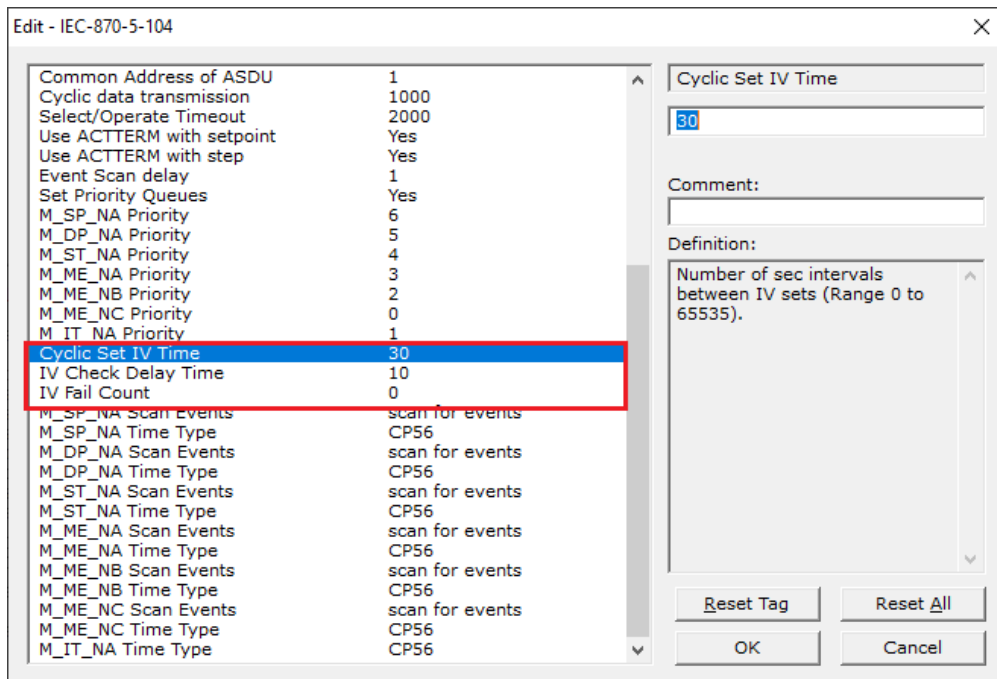 Edit - IEC-870-5-104
Common Address of ASDU 1
Cyclic data transmission 1000
Select/Operate Timeout 2000
Use ACTTERM with setpoint Yes
Use ACTTERM with step Yes
Event Scan delay 1
Set Priority Queues Yes
M_SP_NA Priority 6
M_DP_NA Priority 5
M_ST_NA Priority 4
M_ME_NA Priority 3
M_ME_NB Priority 2
M_ME_NC Priority 0
M_IT_NA Priority 1
Cyclic Set IV Time 30
IV Check Delay Time 10
IV Fail Count 0
M_SP_NA Scan Events scan for events
M_SP_NA Time Type CP56
M_DP_NA Scan Events scan for events
M_DP_NA Time Type CP56
M_ST_NA Scan Events scan for events
M_ST_NA Time Type CP56
M_ME_NA Scan Events scan for events
M_ME_NA Time Type CP56
M_ME_NB Scan Events scan for events
M_ME_NB Time Type CP56
M_ME_NC Scan Events scan for events
M_ME_NC Time Type CP56
M_IT_NA Time Type CP56
Cyclic Set IV Time
30
Comment:
Definition:
Number of sec intervals
between IV sets (Range 0 to
65535).
Reset Tag Reset All
OK Cancel